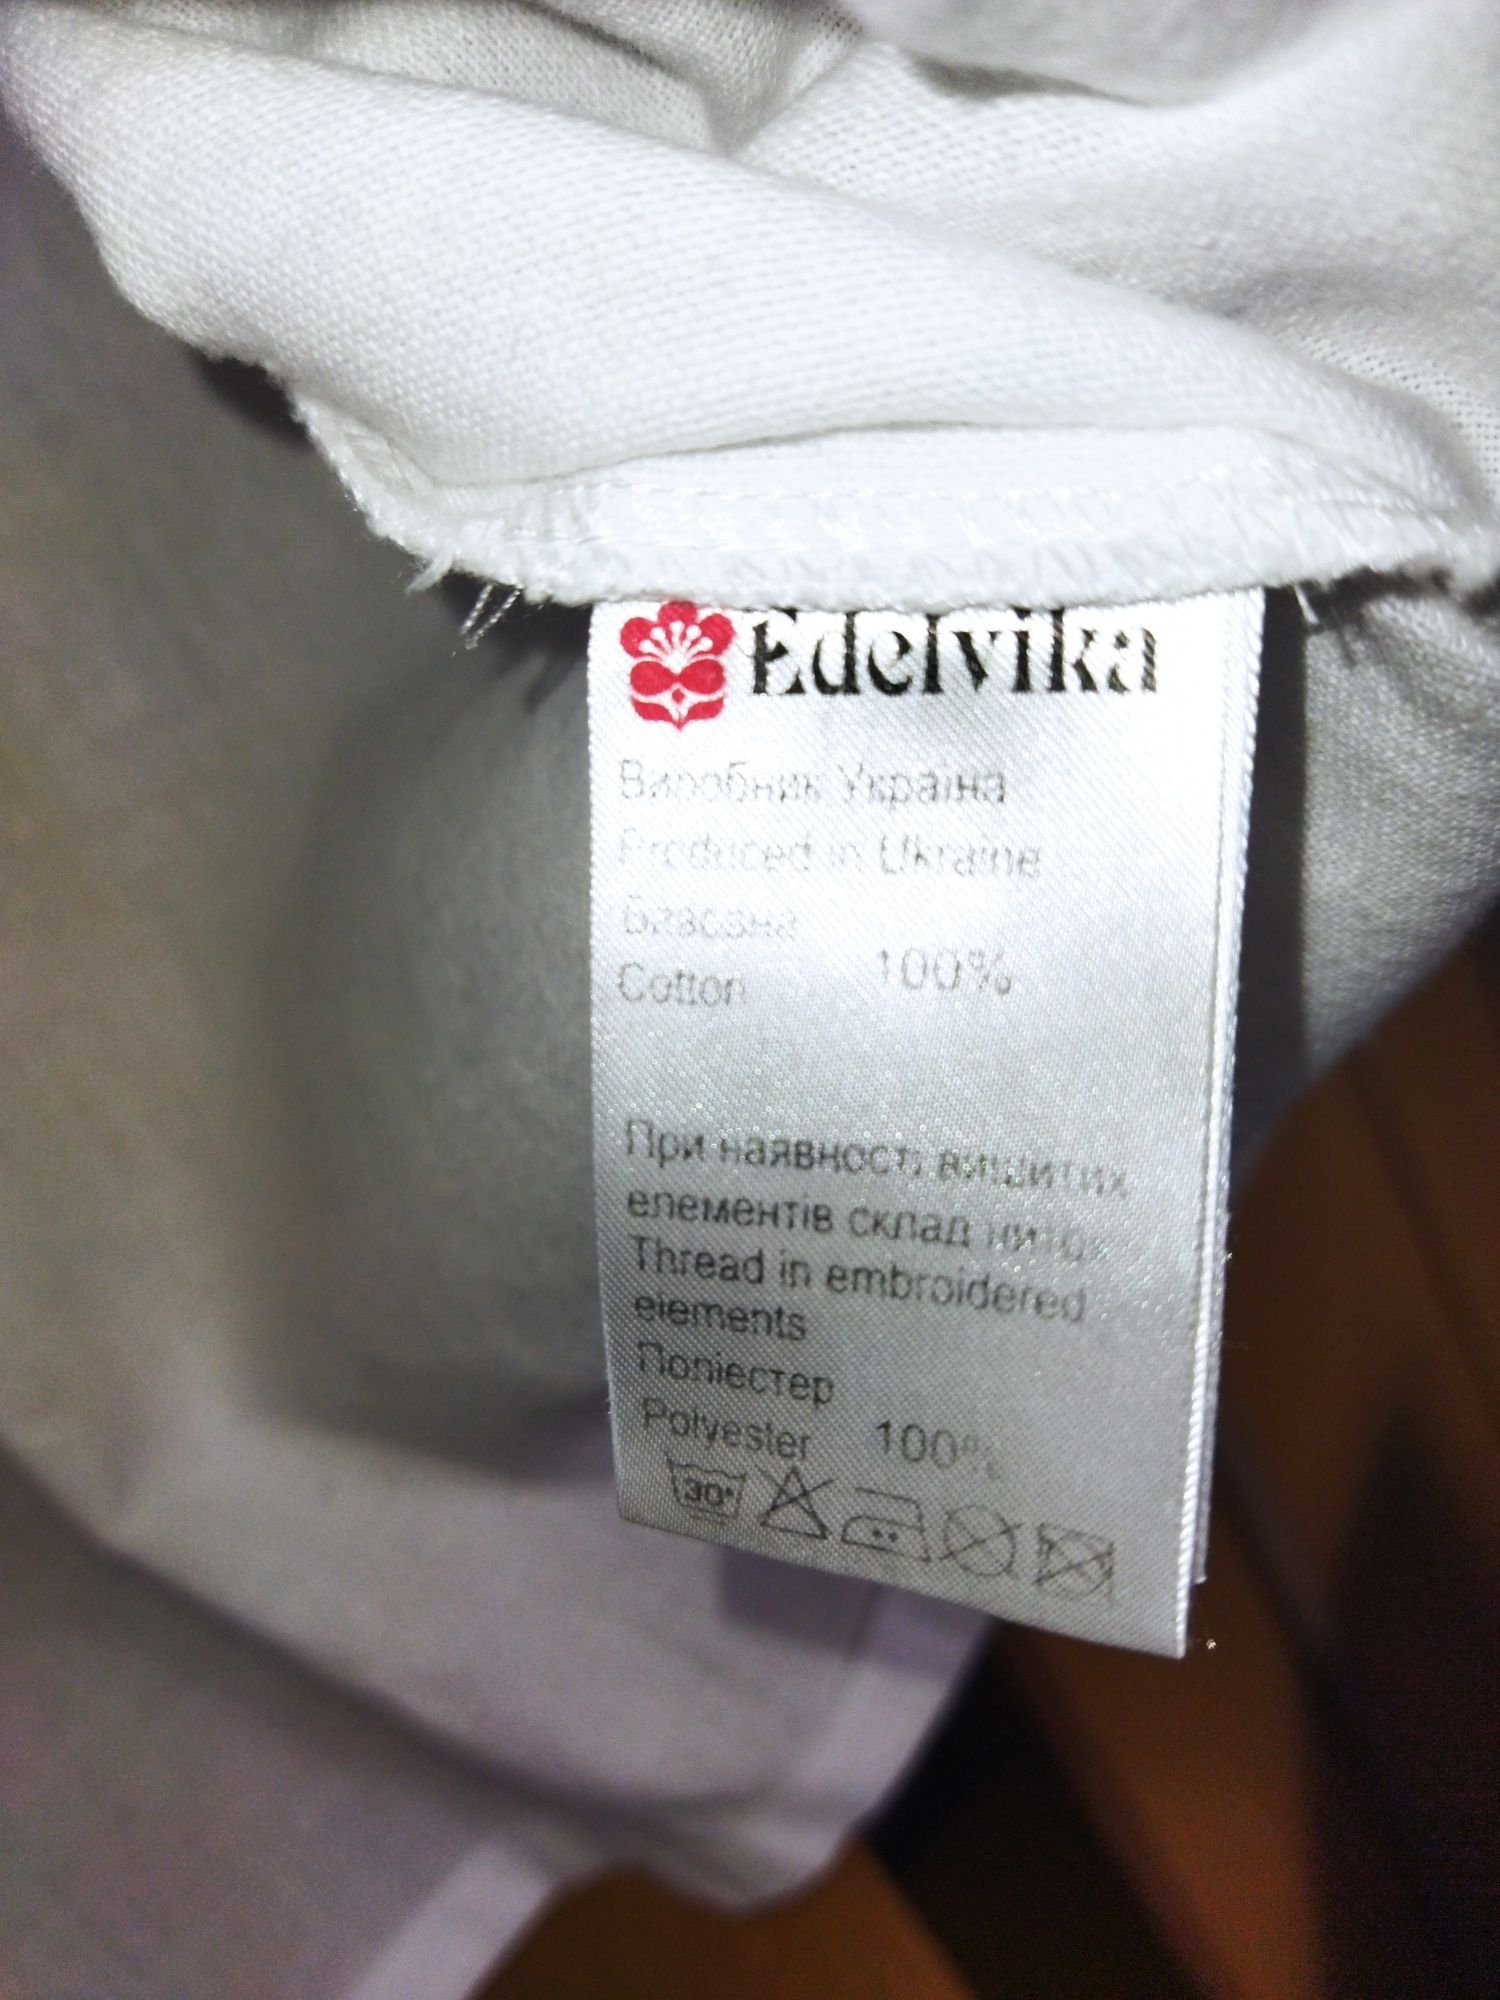 Edelvika
Виробник Україна
Produced in Ukraine
Бавовна
Cotton 100%
При наявності вишитих
елементів склад ниток
Thread in embroidered
elements
Поліестер
Polyester 100%
30°